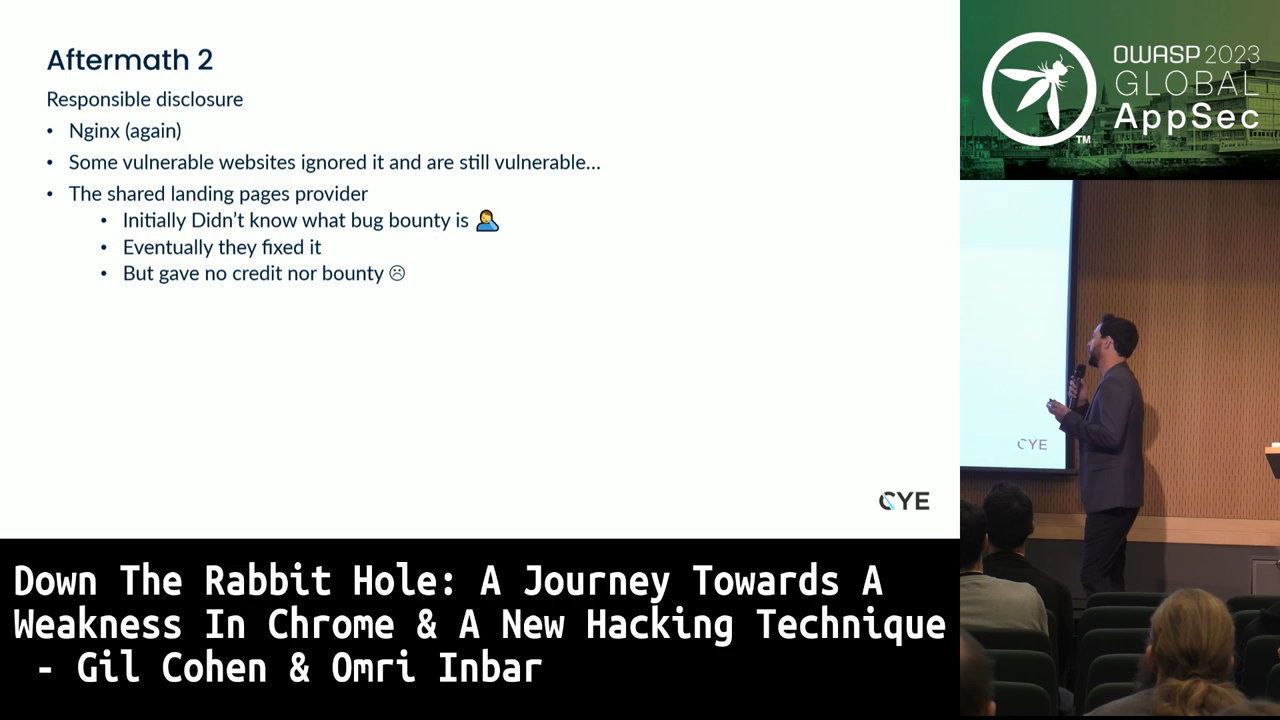 Aftermath 2
Responsible disclosure
• Nginx (again)
• Some vulnerable websites ignored it and are still vulnerable...
• The shared landing pages provider
• Initially Didn't know what bug bounty is 🤦
• Eventually they fixed it
• But gave no credit nor bounty ☹
CYE
OWASP 2023
GLOBAL
AppSec
TM
CYE
Down The Rabbit Hole: A Journey Towards A
Weakness In Chrome & A New Hacking Technique
- Gil Cohen & Omri Inbar